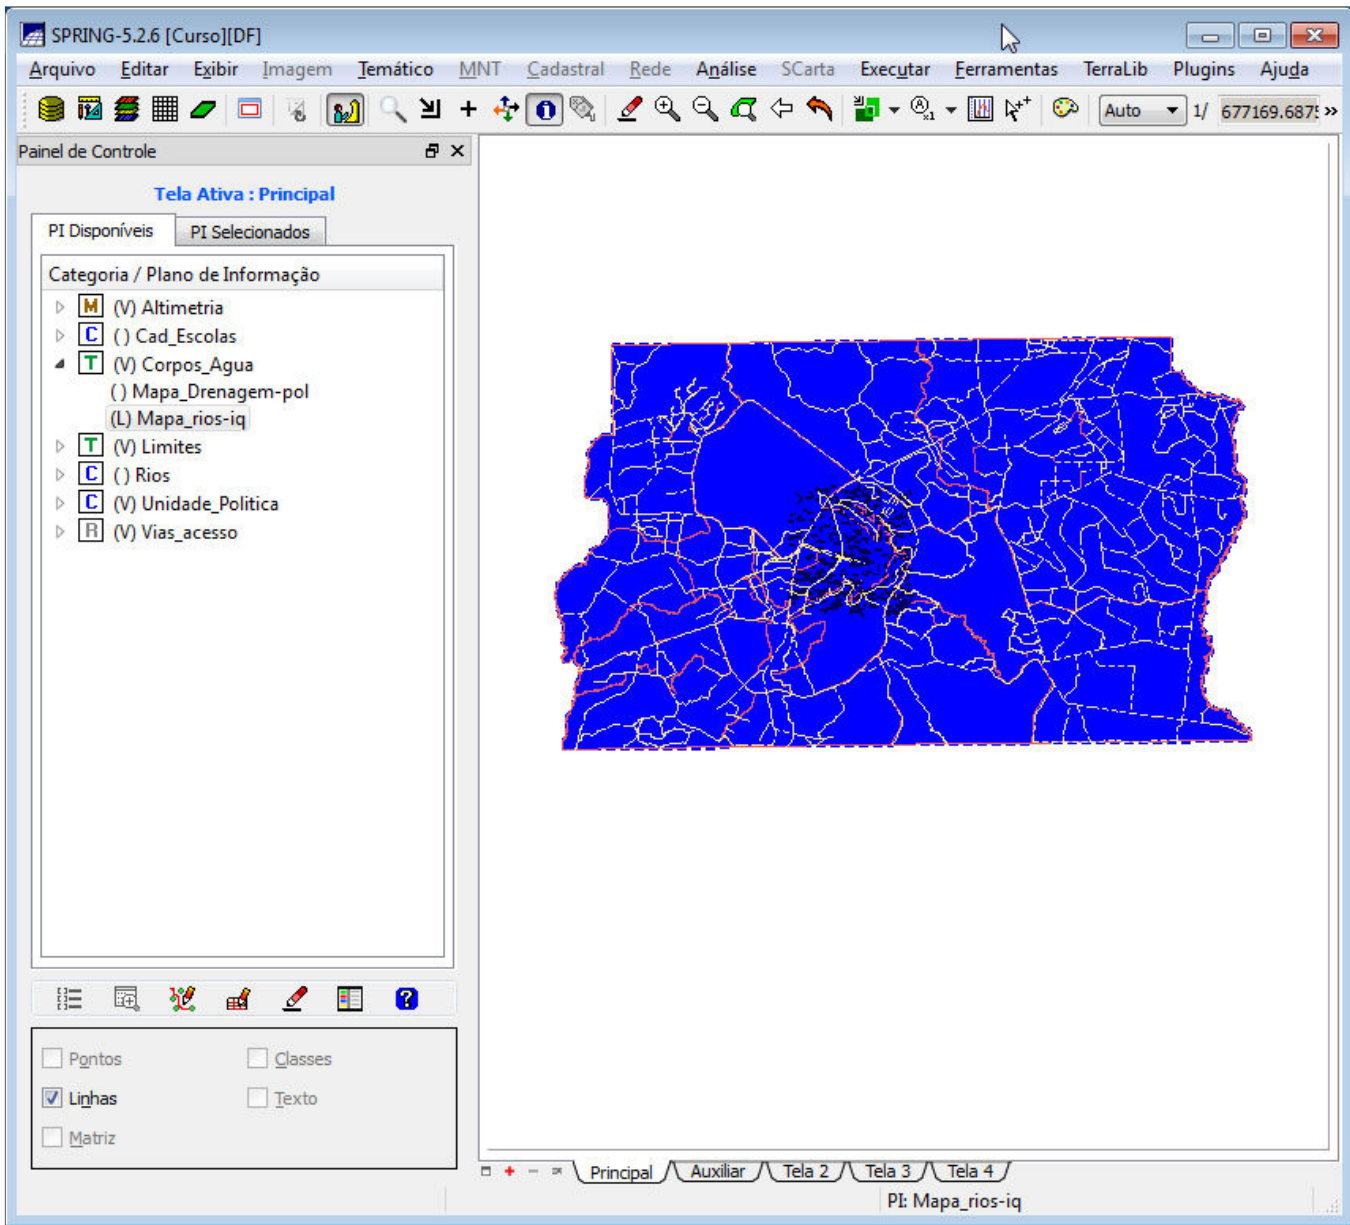 SPRING-5.2.6 [Curso][DF]
Arquivo Editar Exibir Imagem Temático MNT Cadastral Rede Análise SCarta Executar Ferramentas TerraLib Plugins Ajuda
Auto 1/ 677169.687 »
Painel de Controle
Tela Ativa : Principal
PI Disponíveis PI Selecionados
Categoria / Plano de Informação
M (V) Altimetria
C ( ) Cad_Escolas
T (V) Corpos_Agua
( ) Mapa_Drenagem-pol
(L) Mapa_rios-iq
T (V) Limites
C ( ) Rios
C (V) Unidade_Politica
R (V) Vias_acesso
Pontos Classes
Linhas Texto
Matriz
Principal Auxiliar Tela 2 Tela 3 Tela 4
PI: Mapa_rios-iq